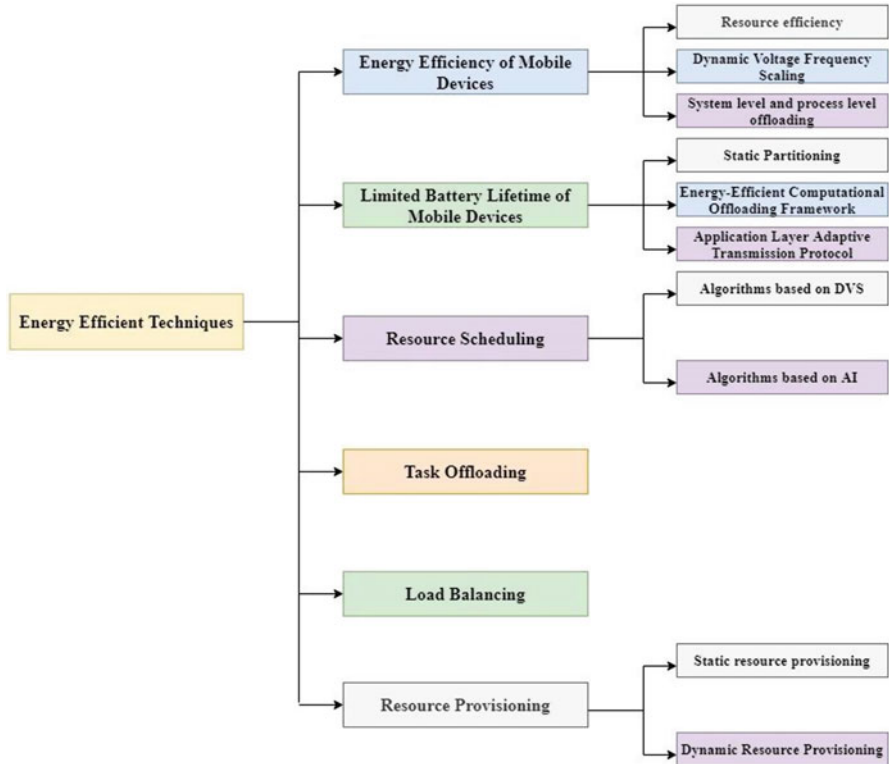 Resource efficiency
Energy Efficiency of Mobile
Devices
Dynamic Voltage Frequency
Scaling
System level and process level
offloading
Static Partitioning
Limited Battery Lifetime of
Mobile Devices
Energy-Efficient Computational
Offloading Framework
Application Layer Adaptive
Transmission Protocol
Algorithms based on DVS
Energy Efficient Techniques
Resource Scheduling
Algorithms based on AI
Task Offloading
Load Balancing
Static resource provisioning
Resource Provisioning
Dynamic Resource Provisioning